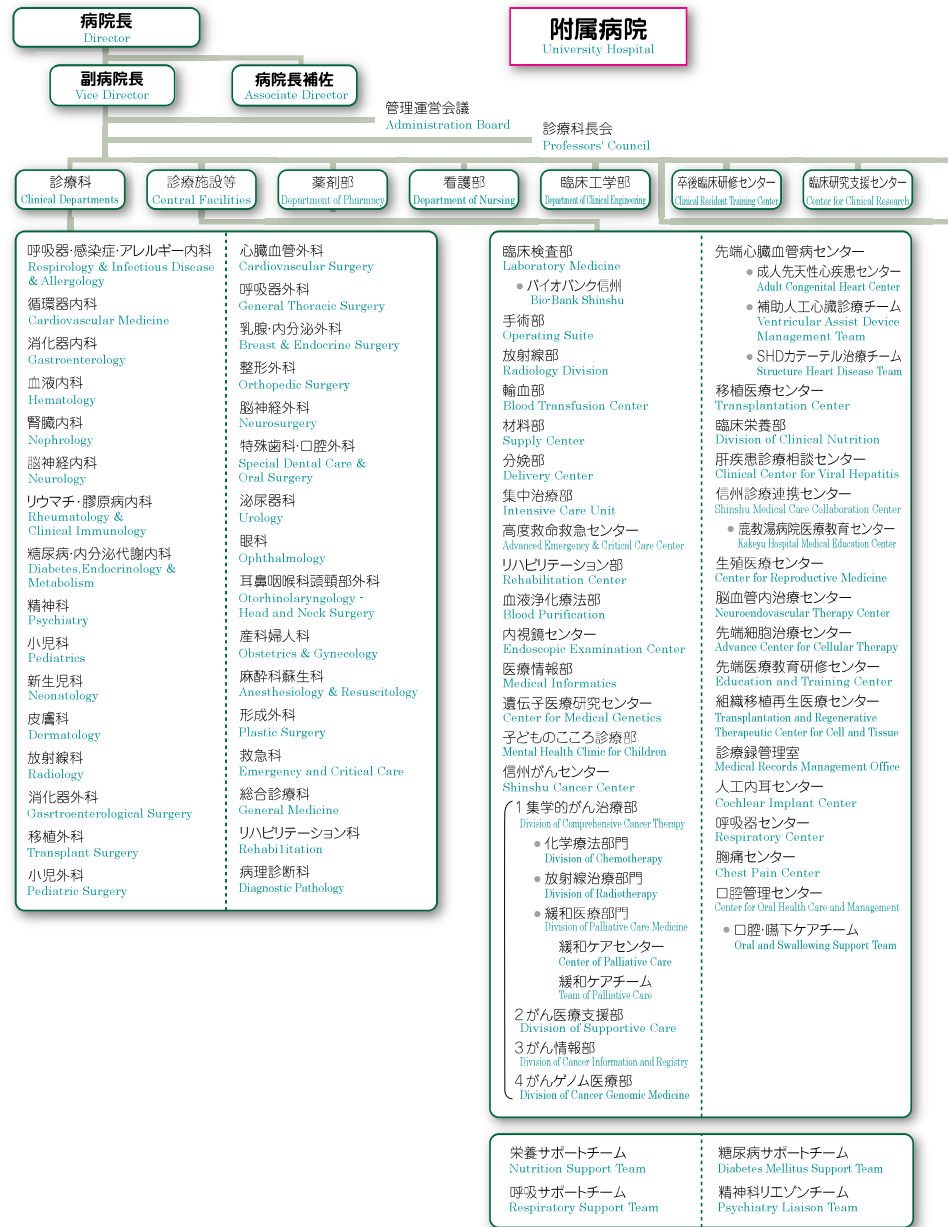 病院長
Director
附属病院
University Hospital
副病院長
Vice Director
病院長補佐
Associate Director
管理運営会議
Administration Board
診療科長会
Professors' Council
診療科
Clinical Departments
診療施設等
Central Facilities
薬剤部
Department of Pharmacy
看護部
Department of Nursing
臨床工学部
Department of Clinical Engineering
卒後臨床研修センター
Clinical Resident Training Center
臨床研究支援センター
Center for Clinical Research
呼吸器・感染症・アレルギー内科
Respirology & Infectious Disease
& Allergology
循環器内科
Cardiovascular Medicine
消化器内科
Gastroenterology
血液内科
Hematology
腎臓内科
Nephrology
脳神経内科
Neurology
リウマチ・膠原病内科
Rheumatology &
Clinical Immunology
糖尿病・内分泌代謝内科
Diabetes,Endocrinology &
Metabolism
精神科
Psychiatry
小児科
Pediatrics
新生児科
Neonatology
皮膚科
Dermatology
放射線科
Radiology
消化器外科
Gasrtroenterological Surgery
移植外科
Transplant Surgery
小児外科
Pediatric Surgery
心臓血管外科
Cardiovascular Surgery
呼吸器外科
General Thoracic Surgery
乳腺・内分泌外科
Breast & Endocrine Surgery
整形外科
Orthopedic Surgery
脳神経外科
Neurosurgery
特殊歯科・口腔外科
Special Dental Care &
Oral Surgery
泌尿器科
Urology
眼科
Ophthalmology
耳鼻咽喉科頭頸部外科
Otorhinolaryngology -
Head and Neck Surgery
産科婦人科
Obstetrics & Gynecology
麻酔科蘇生科
Anesthesiology & Resuscitology
形成外科
Plastic Surgery
救急科
Emergency and Critical Care
総合診療科
General Medicine
リハビリテーション科
Rehabilitation
病理診断科
Diagnostic Pathology
臨床検査部
Laboratory Medicine
● バイオバンク信州
Bio-Bank Shinshu
手術部
Operating Suite
放射線部
Radiology Division
輸血部
Blood Transfusion Center
材料部
Supply Center
分娩部
Delivery Center
集中治療部
Intensive Care Unit
高度救命救急センター
Advanced Emergency & Critical Care Center
リハビリテーション部
Rehabilitation Center
血液浄化療法部
Blood Purification
内視鏡センター
Endoscopic Examination Center
医療情報部
Medical Informatics
遺伝子医療研究センター
Center for Medical Genetics
子どものこころ診療部
Mental Health Clinic for Children
信州がんセンター
Shinshu Cancer Center
1 集学的がん治療部
Division of Comprehensive Cancer Therapy
● 化学療法部門
Division of Chemotherapy
● 放射線治療部門
Division of Radiotherapy
● 緩和医療部門
Division of Palliative Care Medicine
緩和ケアセンター
Center of Palliative Care
緩和ケアチーム
Team of Palliative Care
2 がん医療支援部
Division of Supportive Care
3 がん情報部
Division of Cancer Information and Registry
4 がんゲノム医療部
Division of Cancer Genomic Medicine
先端心臓血管病センター
● 成人先天性心疾患センター
Adult Congenital Heart Center
● 補助人工心臓診療チーム
Ventricular Assist Device
Management Team
● SHDカテーテル治療チーム
Structure Heart Disease Team
移植医療センター
Transplantation Center
臨床栄養部
Division of Clinical Nutrition
肝疾患診療相談センター
Clinical Center for Viral Hepatitis
信州診療連携センター
Shinshu Medical Care Collaboration Center
● 鹿教湯病院医療教育センター
Kakeyu Hospital Medical Education Center
生殖医療センター
Center for Reproductive Medicine
脳血管内治療センター
Neuroendovascular Therapy Center
先端細胞治療センター
Advance Center for Cellular Therapy
先端医療教育研修センター
Education and Training Center
組織移植再生医療センター
Transplantation and Regenerative
Therapeutic Center for Cell and Tissue
診療録管理室
Medical Records Management Office
人工内耳センター
Cochlear Implant Center
呼吸器センター
Respiratory Center
胸痛センター
Chest Pain Center
口腔管理センター
Center for Oral Health Care and Management
● 口腔・嚥下ケアチーム
Oral and Swallowing Support Team
栄養サポートチーム
Nutrition Support Team
呼吸サポートチーム
Respiratory Support Team
糖尿病サポートチーム
Diabetes Mellitus Support Team
精神科リエゾンチーム
Psychiatry Liaison Team